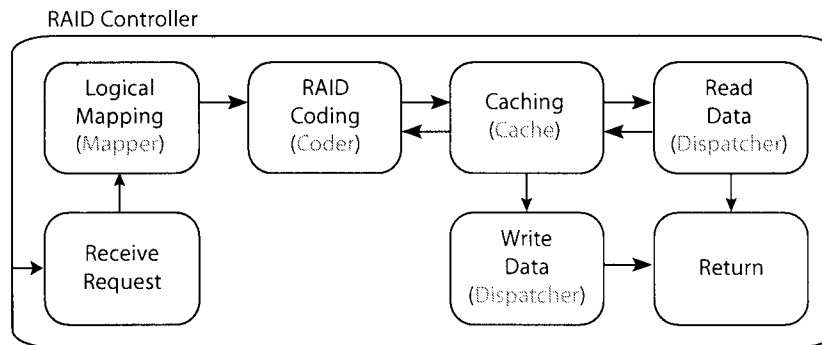 RAID Controller
Logical
Mapping
(Mapper)
RAID
Coding
(Coder)
Caching
(Cache)
Read
Data
(Dispatcher)
Receive
Request
Write
Data
(Dispatcher)
Return